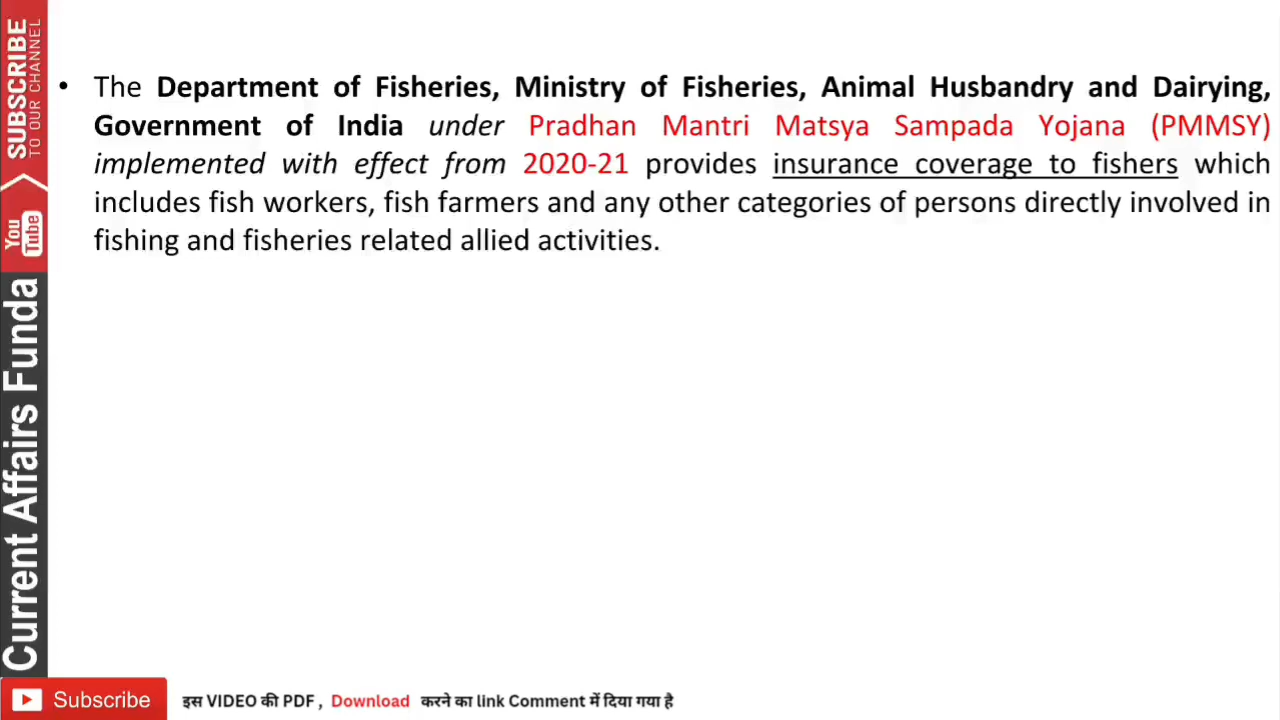 SUBSCRIBE
TO OUR CHANNEL
You
Tube
Current Affairs Funda
• The Department of Fisheries, Ministry of Fisheries, Animal Husbandry and Dairying,
Government of India under Pradhan Mantri Matsya Sampada Yojana (PMMSY)
implemented with effect from 2020-21 provides insurance coverage to fishers which
includes fish workers, fish farmers and any other categories of persons directly involved in
fishing and fisheries related allied activities.
Subscribe
इस VIDEO की PDF , Download करने का link Comment में दिया गया है